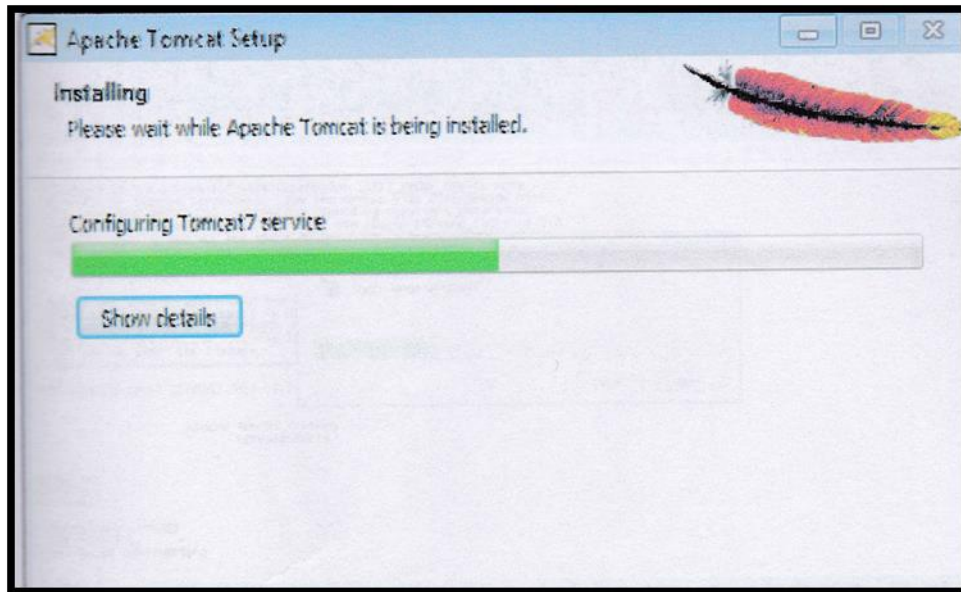 Apache Tomcat Setup
Installing
Please wait while Apache Tomcat is being installed.
Configuring Tomcat7 service
Show details